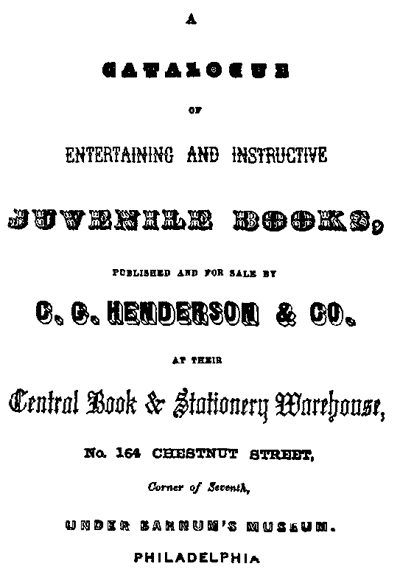 A
CATALOGUE
OF
ENTERTAINING AND INSTRUCTIVE
JUVENILE BOOKS,
PUBLISHED AND FOR SALE BY
C. G. HENDERSON & CO.
AT THEIR
Central Book & Stationery Warehouse,
No. 164 CHESTNUT STREET,
Corner of Seventh,
UNDER BARNUM'S MUSEUM.
PHILADELPHIA